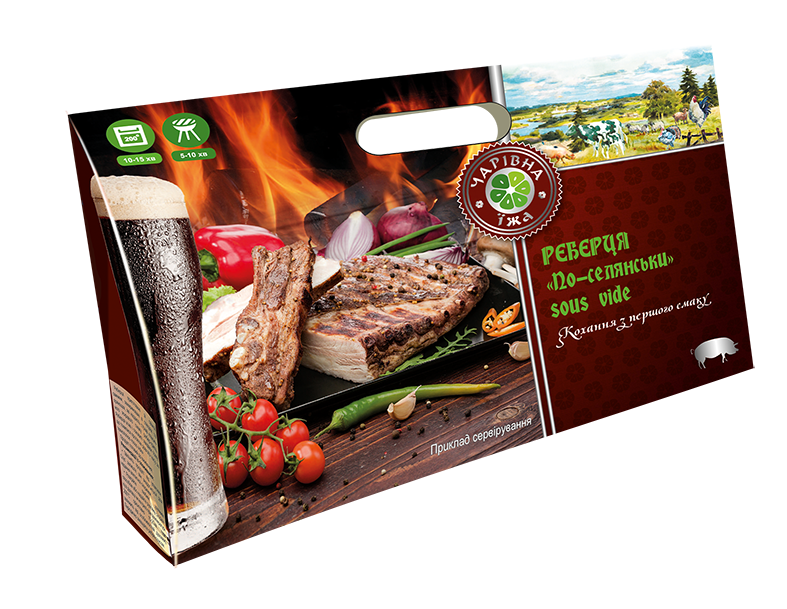 200°
10-15 хв
5-10 хв
ЧАРІВНА
їжа
РЕБЕРЦЯ
«По-селянськи»
sous vide
Кохання з першого смаку
Приклад сервірування